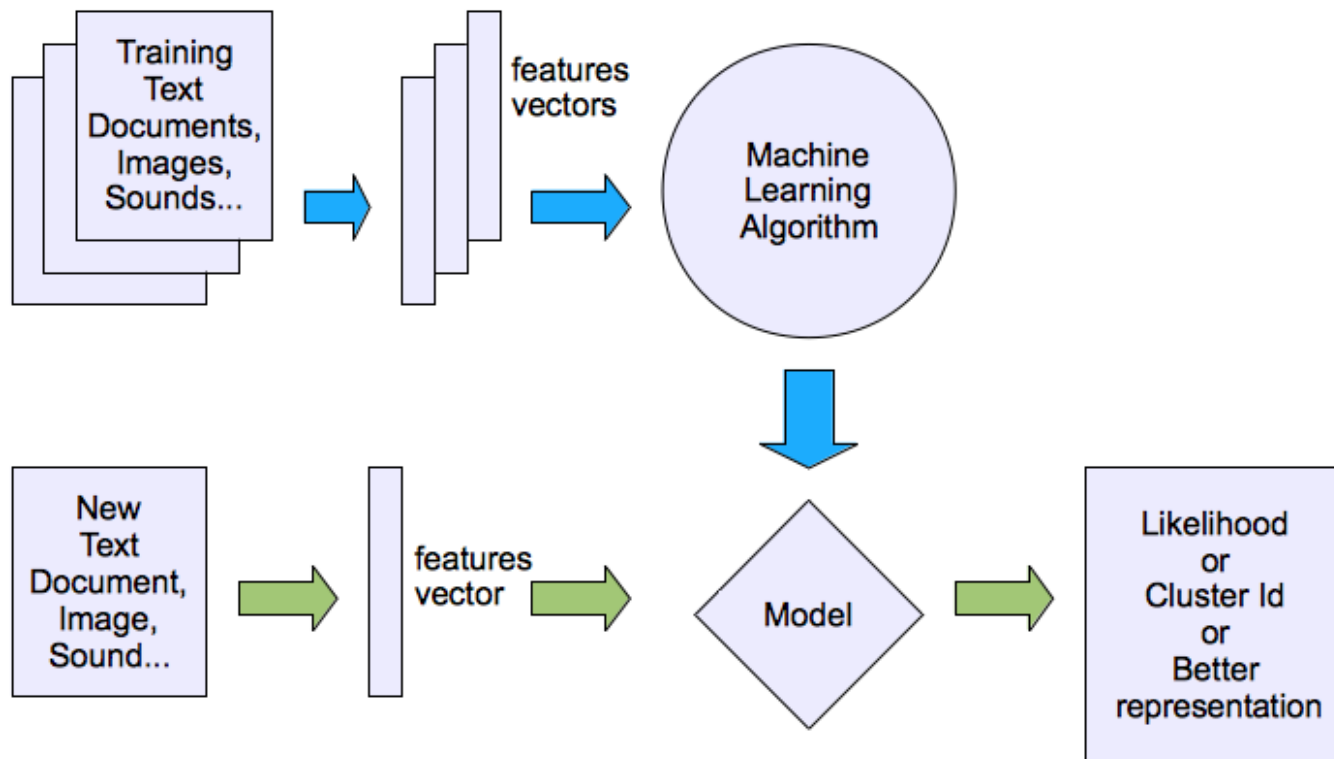 Training
Text
Documents,
Images,
Sounds...
features
vectors
Machine
Learning
Algorithm
New
Text
Document,
Image,
Sound...
features
vector
Model
Likelihood
or
Cluster Id
or
Better
representation